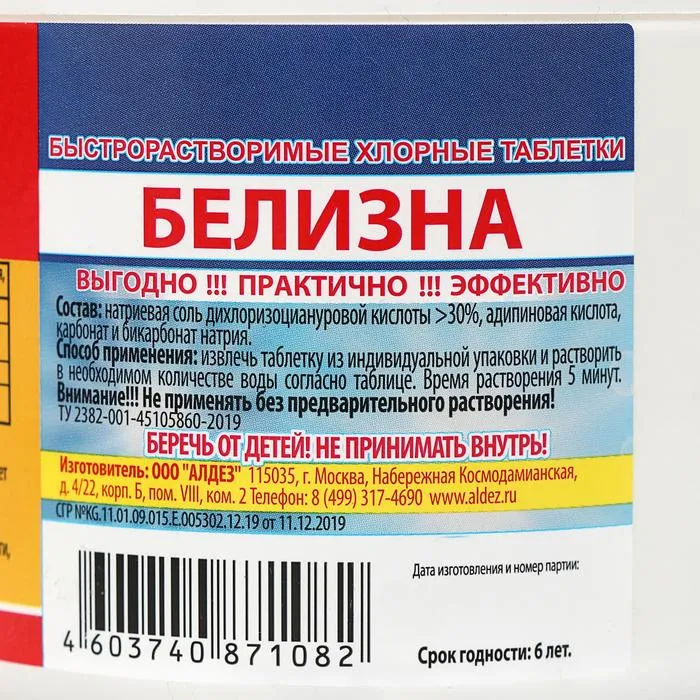 БЫСТРОРАСТВОРИМЫЕ ХЛОРНЫЕ ТАБЛЕТКИ
БЕЛИЗНА
ВЫГОДНО !!! ПРАКТИЧНО !!! ЭФФЕКТИВНО
Состав: натриевая соль дихлоризоциануровой кислоты >30%, адипиновая кислота,
карбонат и бикарбонат натрия.
Способ применения: извлечь таблетку из индивидуальной упаковки и растворить
в необходимом количестве воды согласно таблице. Время растворения 5 минут.
Внимание!!! Не применять без предварительного растворения!
ТУ 2382-001-45105860-2019
БЕРЕЧЬ ОТ ДЕТЕЙ! НЕ ПРИНИМАТЬ ВНУТРЬ!
Изготовитель: ООО "АЛДЕЗ" 115035, г. Москва, Набережная Космодамианская,
д. 4/22, корп. Б, пом. VIII, ком. 2 Телефон: 8 (499) 317-4690 www.aldez.ru
СГР №KG.11.01.09.015.E.005302.12.19 от 11.12.2019
Дата изготовления и номер партии:
4 603740 871082
Срок годности: 6 лет.